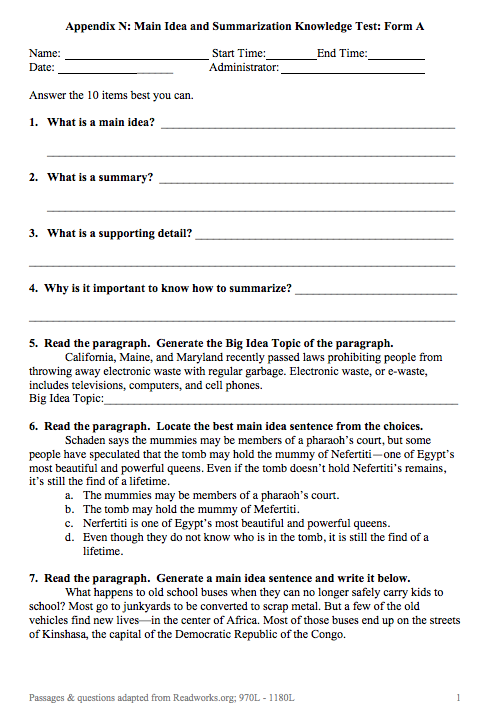 Appendix N: Main Idea and Summarization Knowledge Test: Form A
Name: ________________________ Start Time:________ End Time:_________
Date: ___________________ Administrator:________________________
Answer the 10 items best you can.
1. What is a main idea? __________________________________________________
______________________________________________________________________
2. What is a summary? __________________________________________________
______________________________________________________________________
3. What is a supporting detail? ____________________________________________
______________________________________________________________________
4. Why is it important to know how to summarize? ____________________________
______________________________________________________________________
5. Read the paragraph. Generate the Big Idea Topic of the paragraph.
California, Maine, and Maryland recently passed laws prohibiting people from
throwing away electronic waste with regular garbage. Electronic waste, or e-waste,
includes televisions, computers, and cell phones.
Big Idea Topic:____________________________________________________________
6. Read the paragraph. Locate the best main idea sentence from the choices.
Schaden says the mummies may be members of a pharaoh's court, but some
people have speculated that the tomb may hold the mummy of Nefertiti—one of Egypt's
most beautiful and powerful queens. Even if the tomb doesn't hold Nefertiti's remains,
it's still the find of a lifetime.
a. The mummies may be members of a pharaoh's court.
b. The tomb may hold the mummy of Mefertiti.
c. Nerfertiti is one of Egypt's most beautiful and powerful queens.
d. Even though they do not know who is in the tomb, it is still the find of a
lifetime.
7. Read the paragraph. Generate a main idea sentence and write it below.
What happens to old school buses when they can no longer safely carry kids to
school? Most go to junkyards to be converted to scrap metal. But a few of the old
vehicles find new lives—in the center of Africa. Most of those buses end up on the streets
of Kinshasa, the capital of the Democratic Republic of the Congo.
Passages & questions adapted from Readworks.org; 970L - 1180L 1